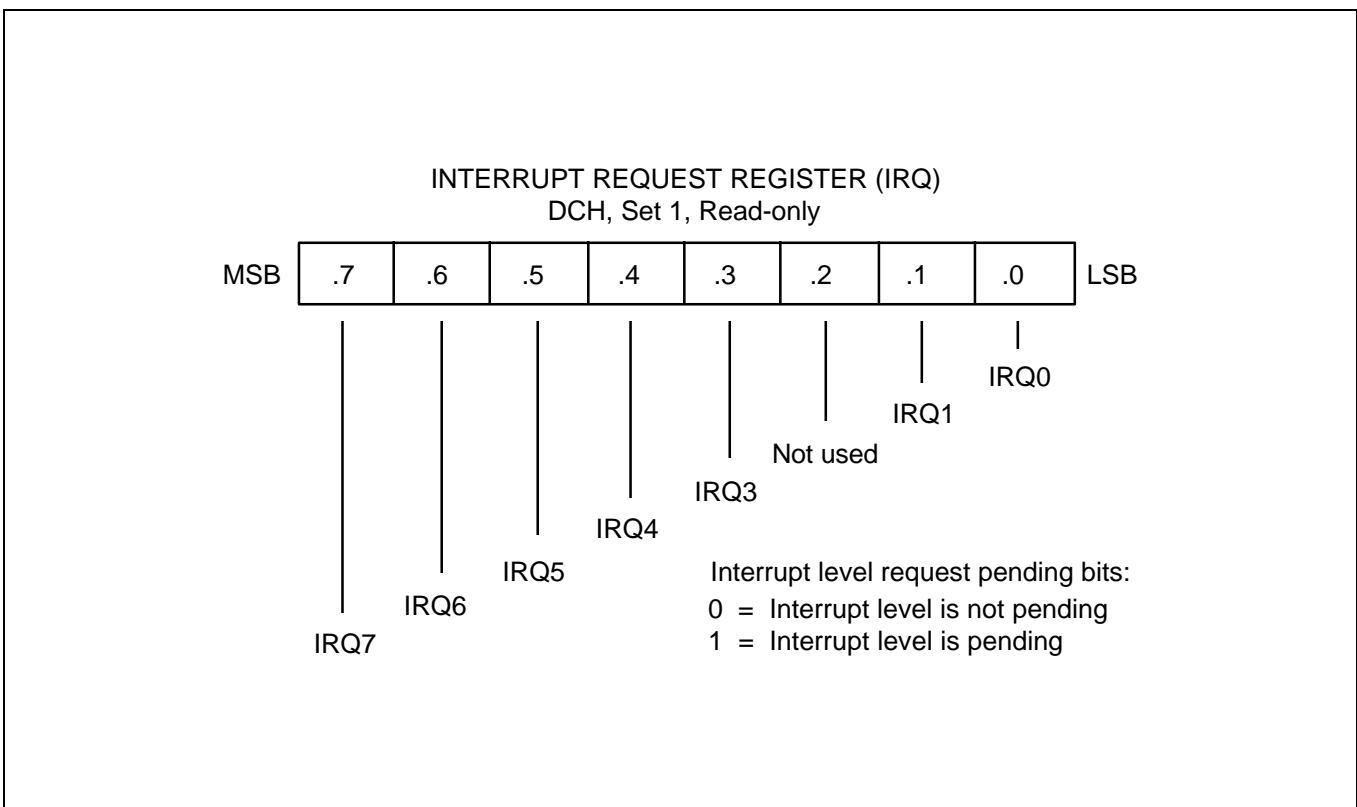 INTERRUPT REQUEST REGISTER (IRQ)
DCH, Set 1, Read-only
MSB .7 .6 .5 .4 .3 .2 .1 .0 LSB
IRQ0
IRQ1
Not used
IRQ3
IRQ4
IRQ5
IRQ6
IRQ7
Interrupt level request pending bits:
0 = Interrupt level is not pending
1 = Interrupt level is pending